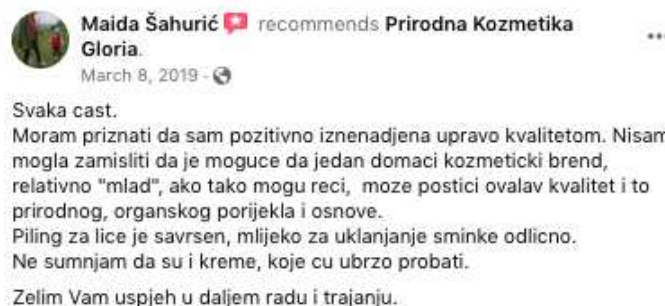 Maida Šahurić recommends Prirodna Kozmetika
Gloria.
March 8, 2019 ·
Svaka cast.
Moram priznati da sam pozitivno iznenadjena upravo kvalitetom. Nisam
mogla zamisliti da je moguce da jedan domaci kozmeticki brend,
relativno "mlad", ako tako mogu reci, moze postici ovalav kvalitet i to
prirodnog, organskog porijekla i osnove.
Piling za lice je savrsen, mlijeko za uklanjanje sminke odlicno.
Ne sumnjam da su i kreme, koje cu ubrzo probati.
Zelim Vam uspjeh u daljem radu i trajanju.